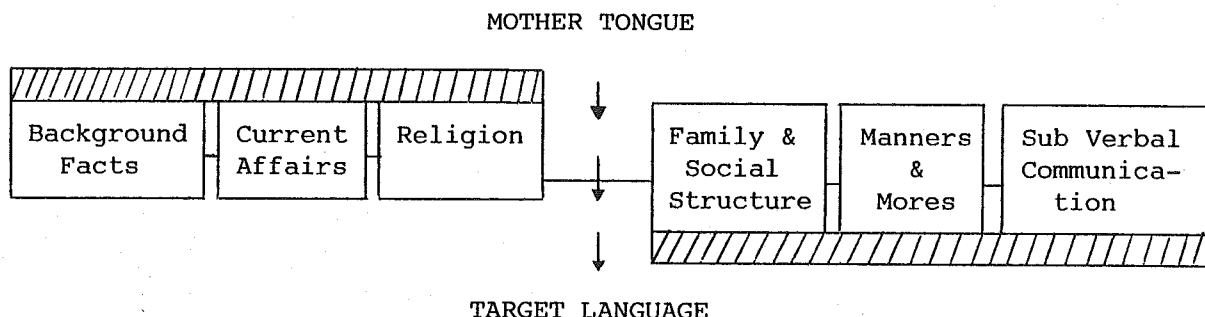 MOTHER TONGUE
Background
Facts
Current
Affairs
Religion
Family &
Social
Structure
Manners
&
Mores
Sub Verbal
Communica-
tion
TARGET LANGUAGE